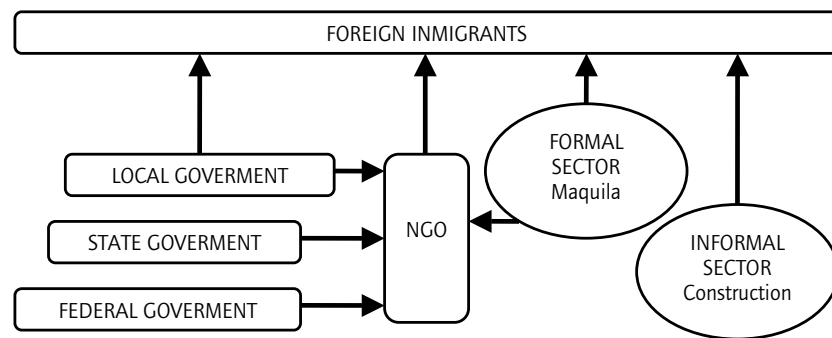 FOREIGN INMIGRANTS
LOCAL GOVERMENT
STATE GOVERMENT
FEDERAL GOVERMENT
NGO
FORMAL
SECTOR
Maquila
INFORMAL
SECTOR
Construction